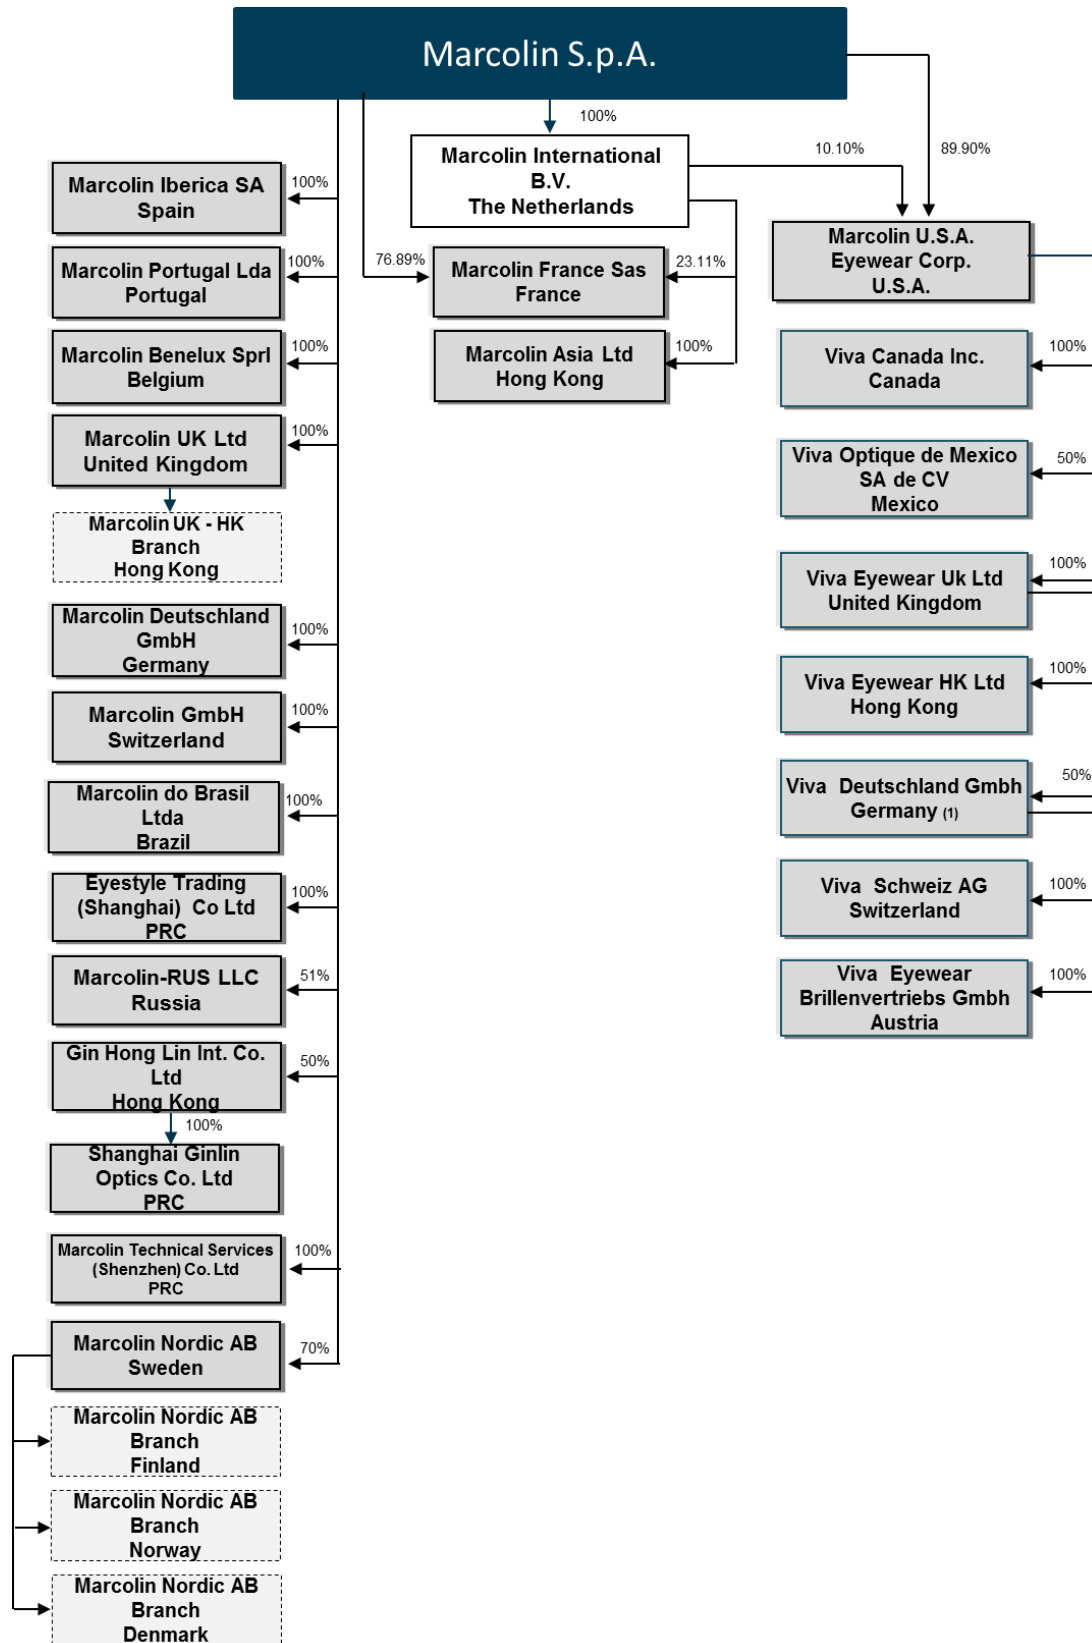 Marcolin S.p.A.
100%
Marcolin International
B.V.
The Netherlands
10.10%
89.90%
Marcolin Iberica SA
Spain
100%
Marcolin U.S.A.
Eyewear Corp.
U.S.A.
Marcolin Portugal Lda
Portugal
100%
76.89%
Marcolin France Sas
France
23.11%
Marcolin Benelux Sprl
Belgium
100%
Marcolin Asia Ltd
Hong Kong
100%
Viva Canada Inc.
Canada
100%
Marcolin UK Ltd
United Kingdom
100%
Viva Optique de Mexico
SA de CV
Mexico
50%
Marcolin UK - HK
Branch
Hong Kong
Viva Eyewear Uk Ltd
United Kingdom
100%
Marcolin Deutschland
GmbH
Germany
100%
Viva Eyewear HK Ltd
Hong Kong
100%
Marcolin GmbH
Switzerland
100%
Marcolin do Brasil
Ltda
Brazil
100%
Viva Deutschland Gmbh
Germany (1)
50%
Eyestyle Trading
(Shanghai) Co Ltd
PRC
100%
Viva Schweiz AG
Switzerland
100%
Marcolin-RUS LLC
Russia
51%
Viva Eyewear
Brillenvertriebs Gmbh
Austria
100%
Gin Hong Lin Int. Co.
Ltd
Hong Kong
50%
100%
Shanghai Ginlin
Optics Co. Ltd
PRC
Marcolin Technical Services
(Shenzhen) Co. Ltd
PRC
100%
Marcolin Nordic AB
Sweden
70%
Marcolin Nordic AB
Branch
Finland
Marcolin Nordic AB
Branch
Norway
Marcolin Nordic AB
Branch
Denmark